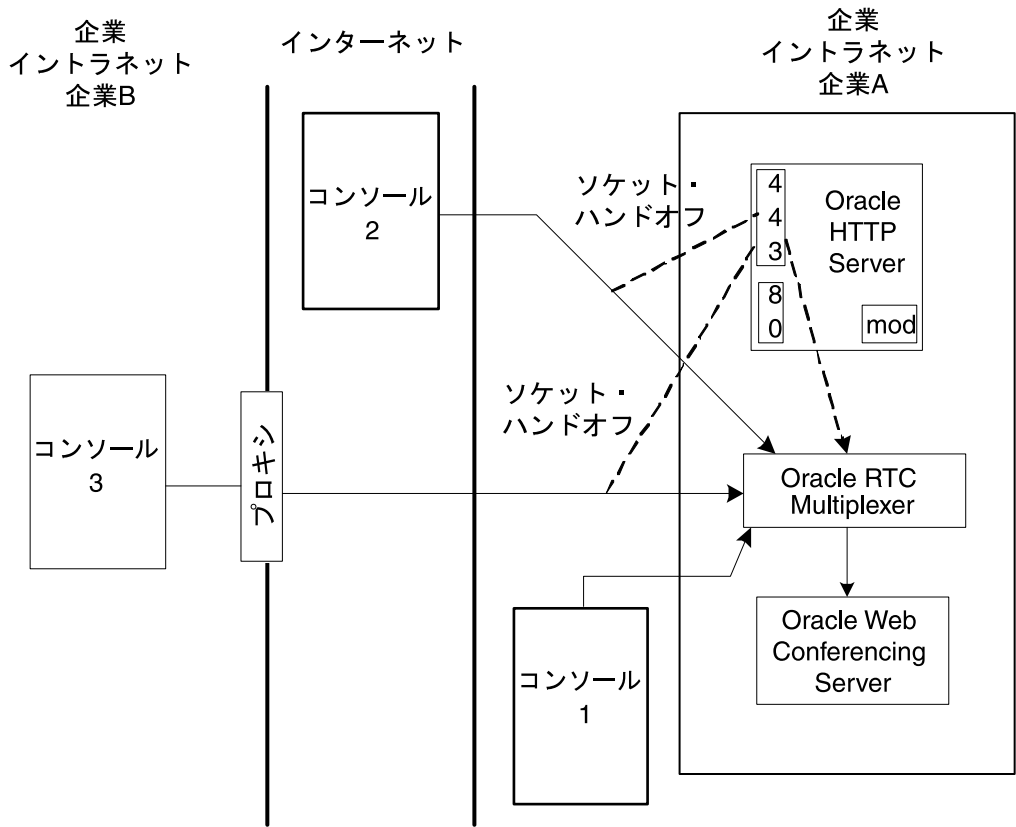 企業
イントラネット
企業B
インターネット
企業
イントラネット
企業A
コンソール
2
ソケット・
ハンドオフ
4
4
3
8
0
Oracle
HTTP
Server
mod
ソケット・
ハンドオフ
コンソール
3
プロキシ
Oracle RTC
Multiplexer
コンソール
1
Oracle Web
Conferencing
Server